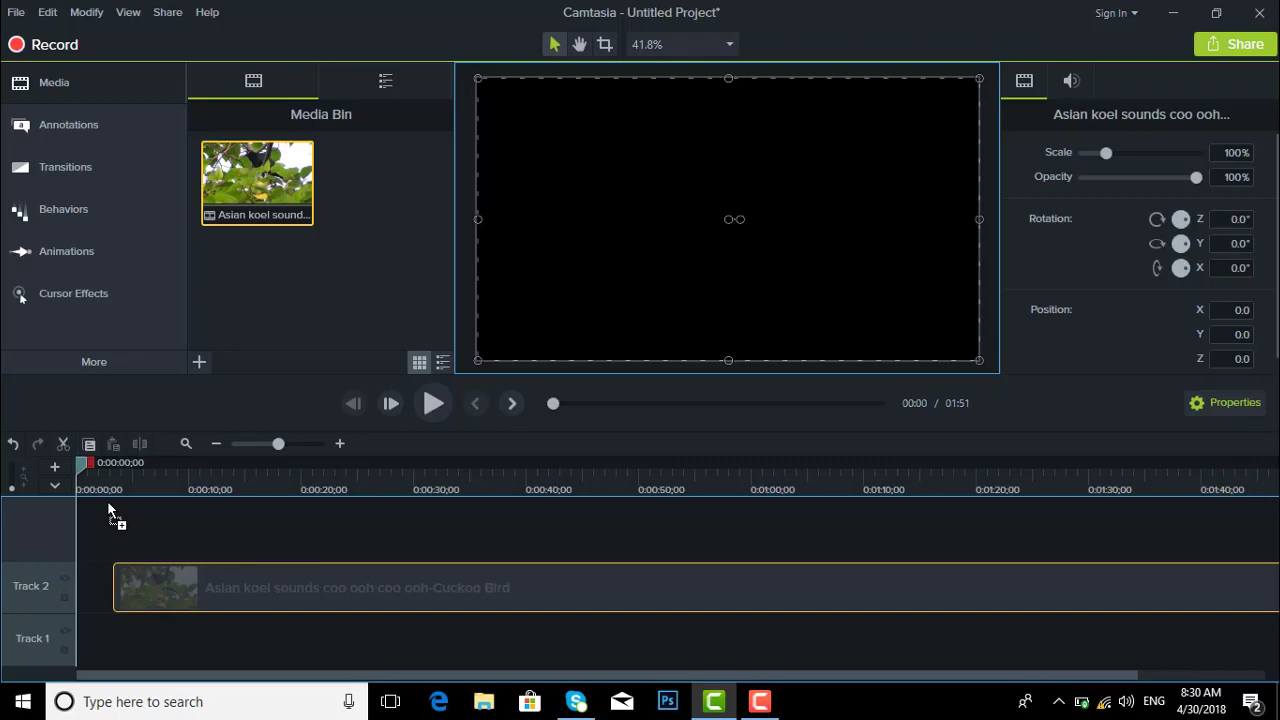 File Edit Modify View Share Help
Camtasia - Untitled Project*
Sign In
Record
41.8%
Share
Media
Annotations
Transitions
Behaviors
Animations
Cursor Effects
More
Media Bin
Asian koel sound...
Asian koel sounds coo ooh...
Scale 100%
Opacity 100%
Rotation: Z 0.0°
Y 0.0°
X 0.0°
Position: X 0.0
Y 0.0
Z 0.0
00:00 / 01:51
Properties
0:00:00;00
0:00:00;00 0:00:10;00 0:00:20;00 0:00:30;00 0:00:40;00 0:00:50;00 0:01:00;00 0:01:10;00 0:01:20;00 0:01:30;00 0:01:40;00
Track 2
Asian koel sounds coo ooh coo ooh-Cuckoo Bird
Track 1
Type here to search
Ps
ENG
8:30 AM
4/30/2018
2